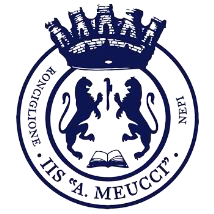 RONCIGLIONE
NEPI
· IIS "A. MEUCCI" ·